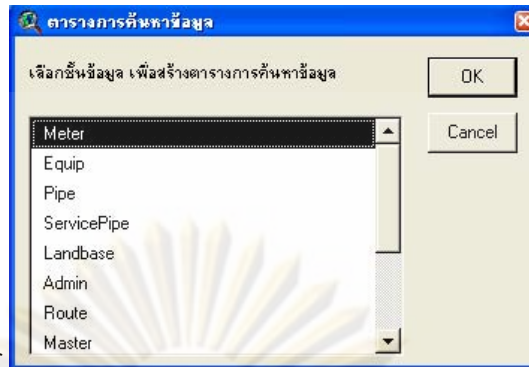 ตารางการค้นหาข้อมูล
เลือกชั้นข้อมูล เพื่อสร้างตารางการค้นหาข้อมูล
OK
Cancel
Meter
Equip
Pipe
ServicePipe
Landbase
Admin
Route
Master